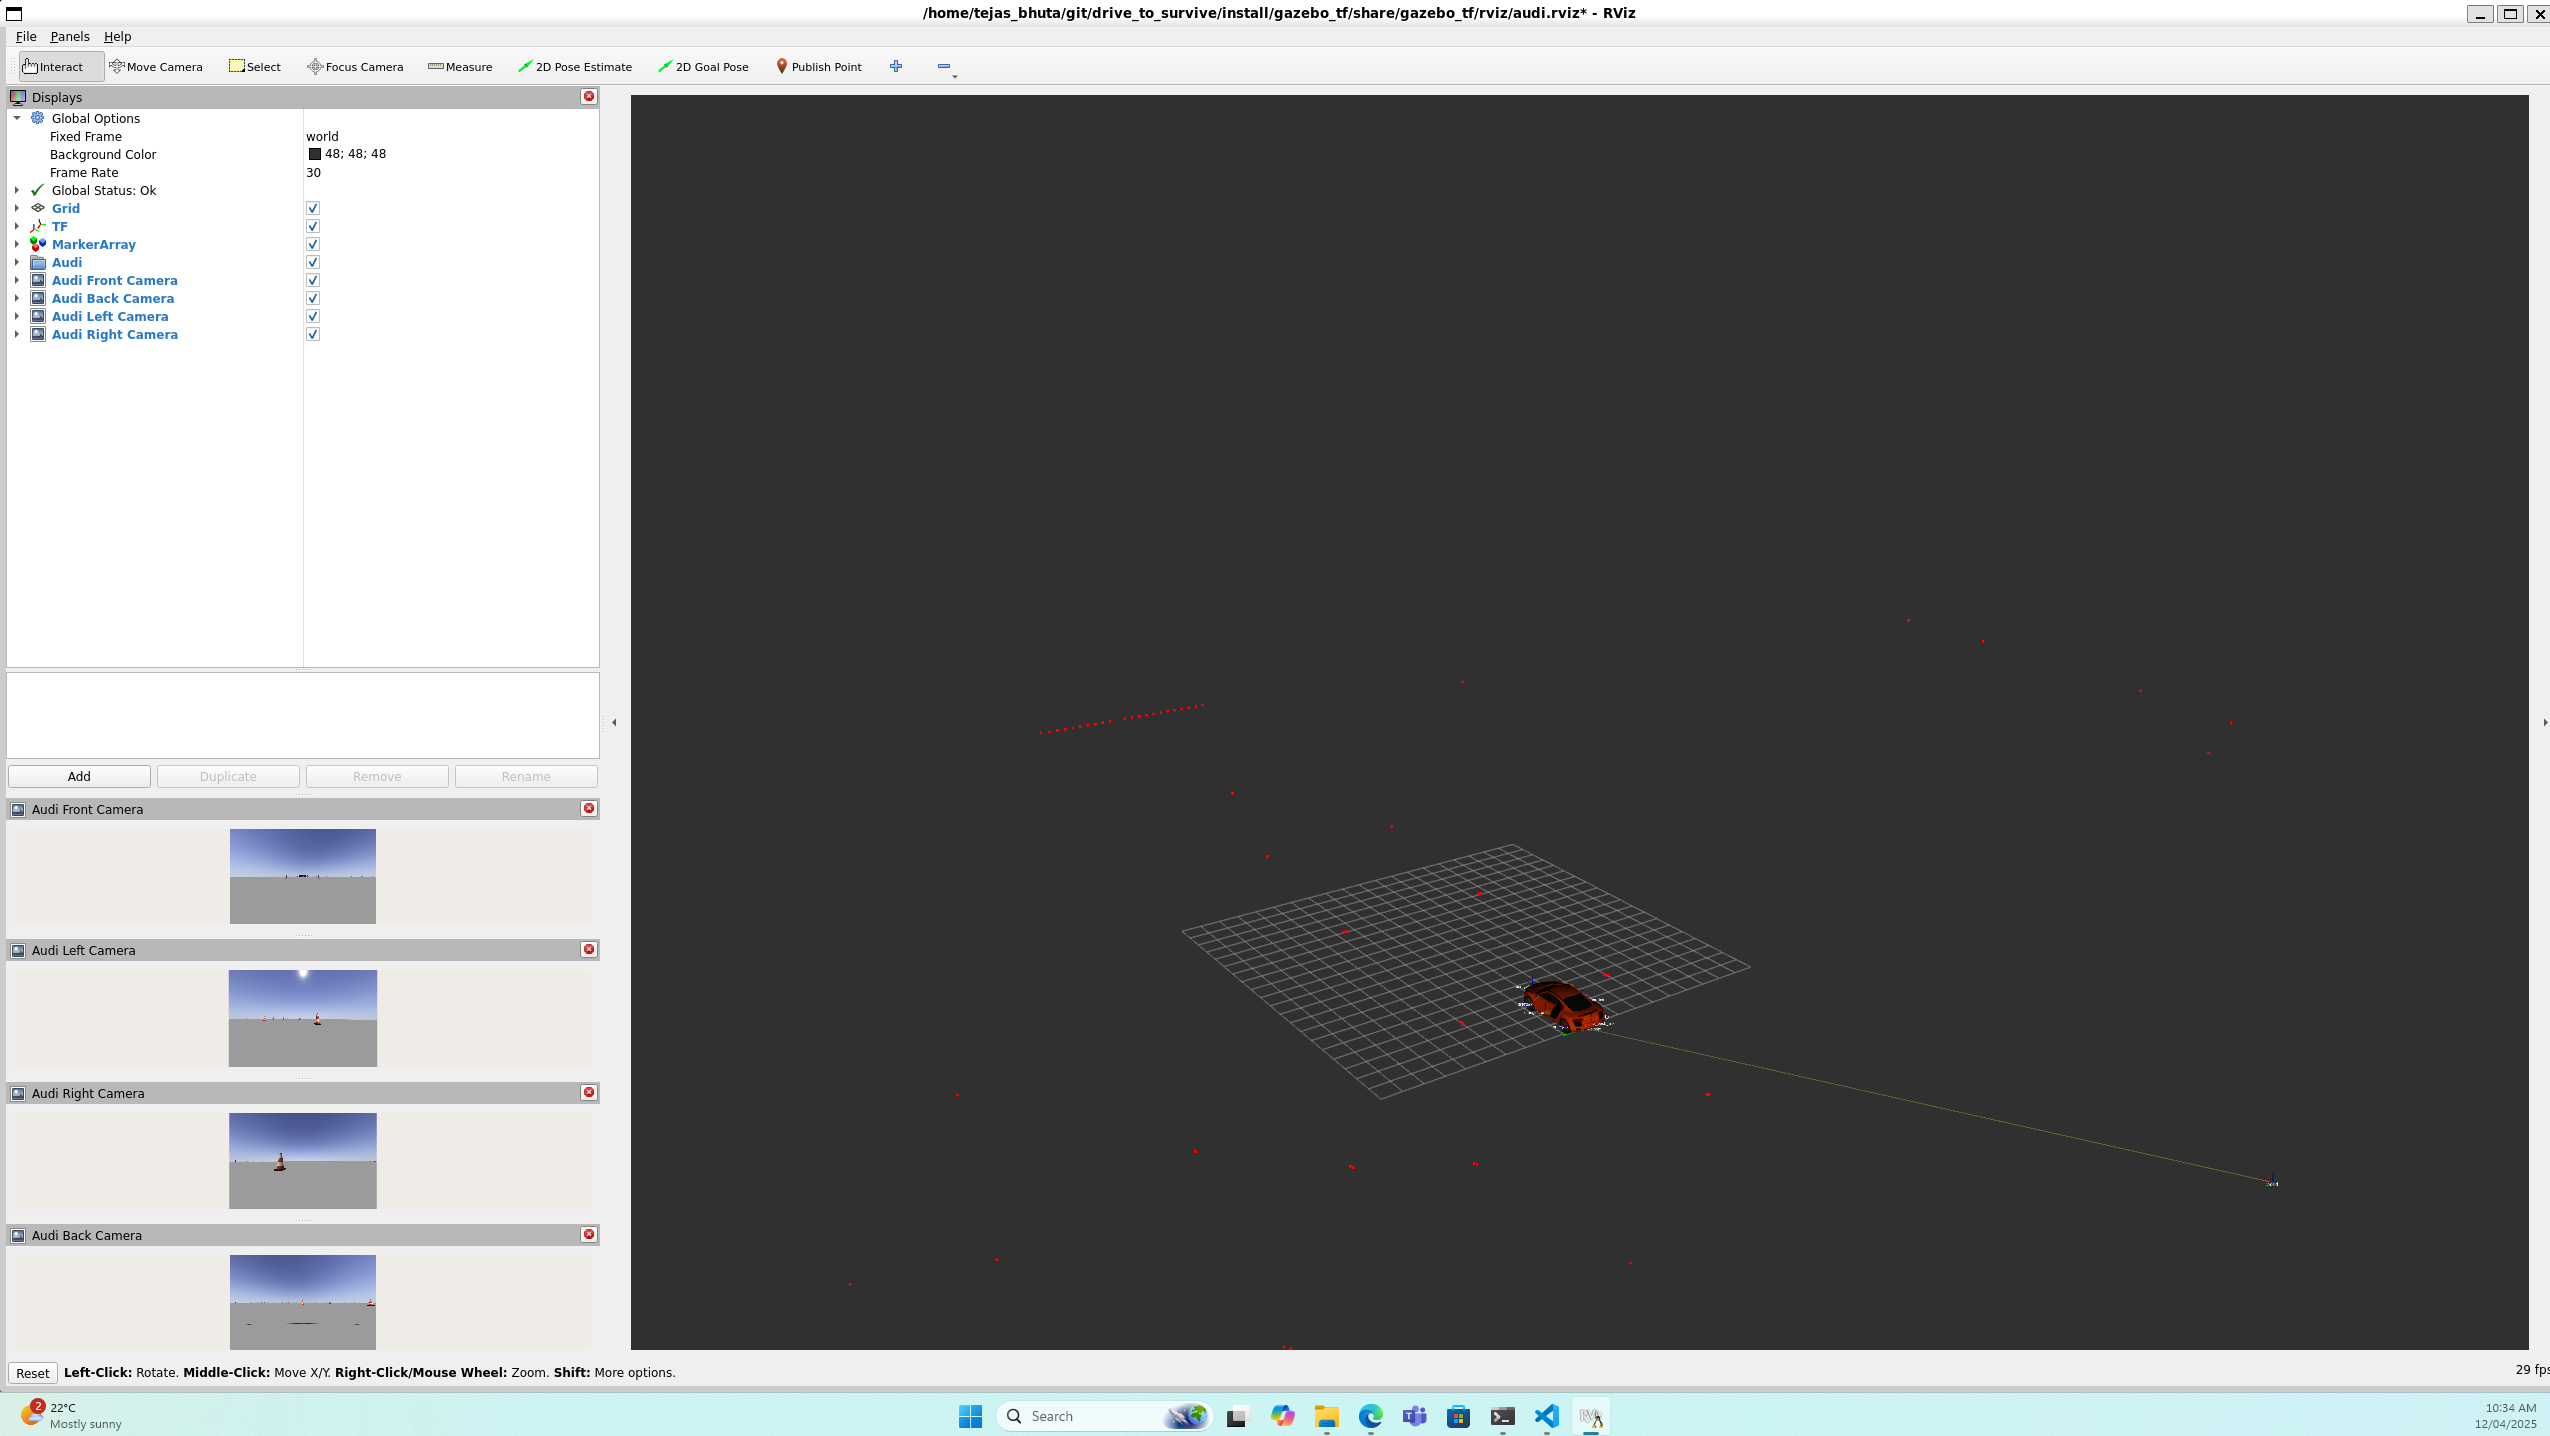 /home/tejas_bhuta/git/drive_to_survive/install/gazebo_tf/share/gazebo_tf/rviz/audi.rviz* - RViz
File Panels Help
Interact Move Camera Select Focus Camera Measure 2D Pose Estimate 2D Goal Pose Publish Point
Displays
Global Options
Fixed Frame world
Background Color 48; 48; 48
Frame Rate 30
Global Status: Ok
Grid
TF
MarkerArray
Audi
Audi Front Camera
Audi Back Camera
Audi Left Camera
Audi Right Camera
Add Duplicate Remove Rename
Audi Front Camera
Audi Left Camera
Audi Right Camera
Audi Back Camera
Reset Left-Click: Rotate. Middle-Click: Move X/Y. Right-Click/Mouse Wheel: Zoom. Shift: More options.
29 fps
2
22°C
Mostly sunny
Search
RViz
10:34 AM
12/04/2025